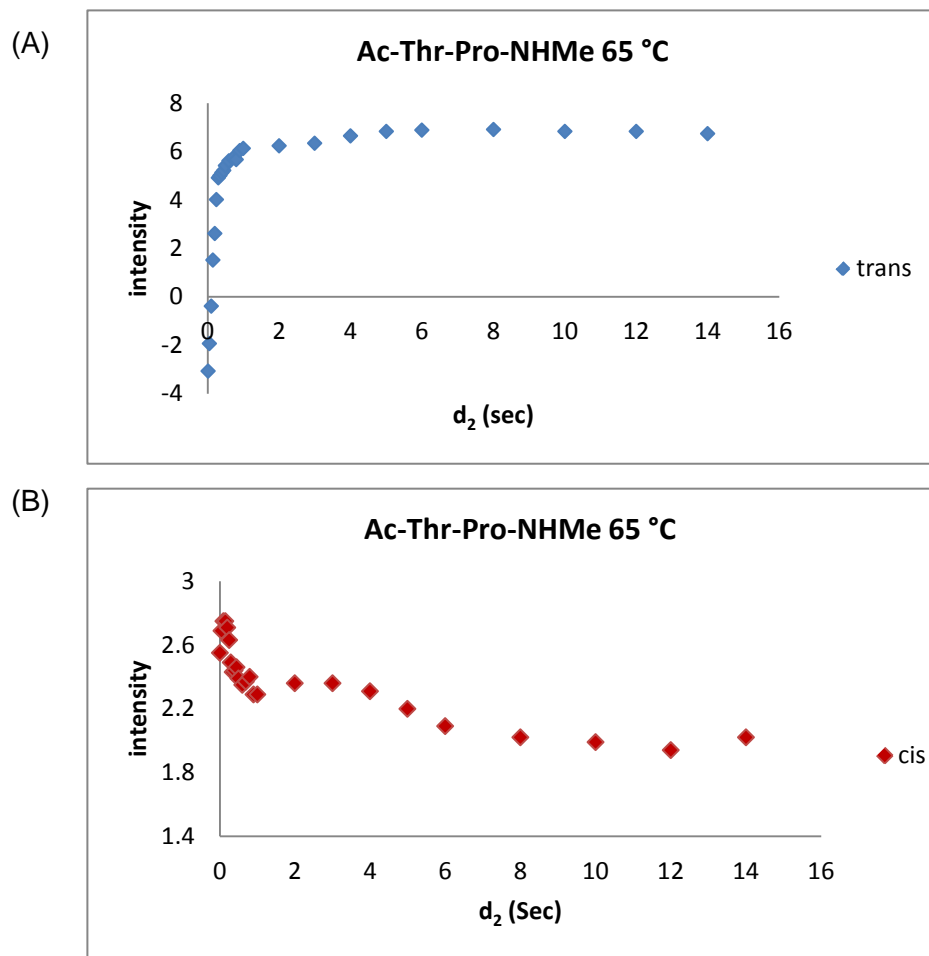 (A)
Ac-Thr-Pro-NHMe 65 °C
8
6
4
2
0
-2
-4
0 2 4 6 8 10 12 14 16
intensity
d₂ (sec)
trans
(B)
Ac-Thr-Pro-NHMe 65 °C
3
2.6
2.2
1.8
1.4
0 2 4 6 8 10 12 14 16
intensity
d₂ (Sec)
cis